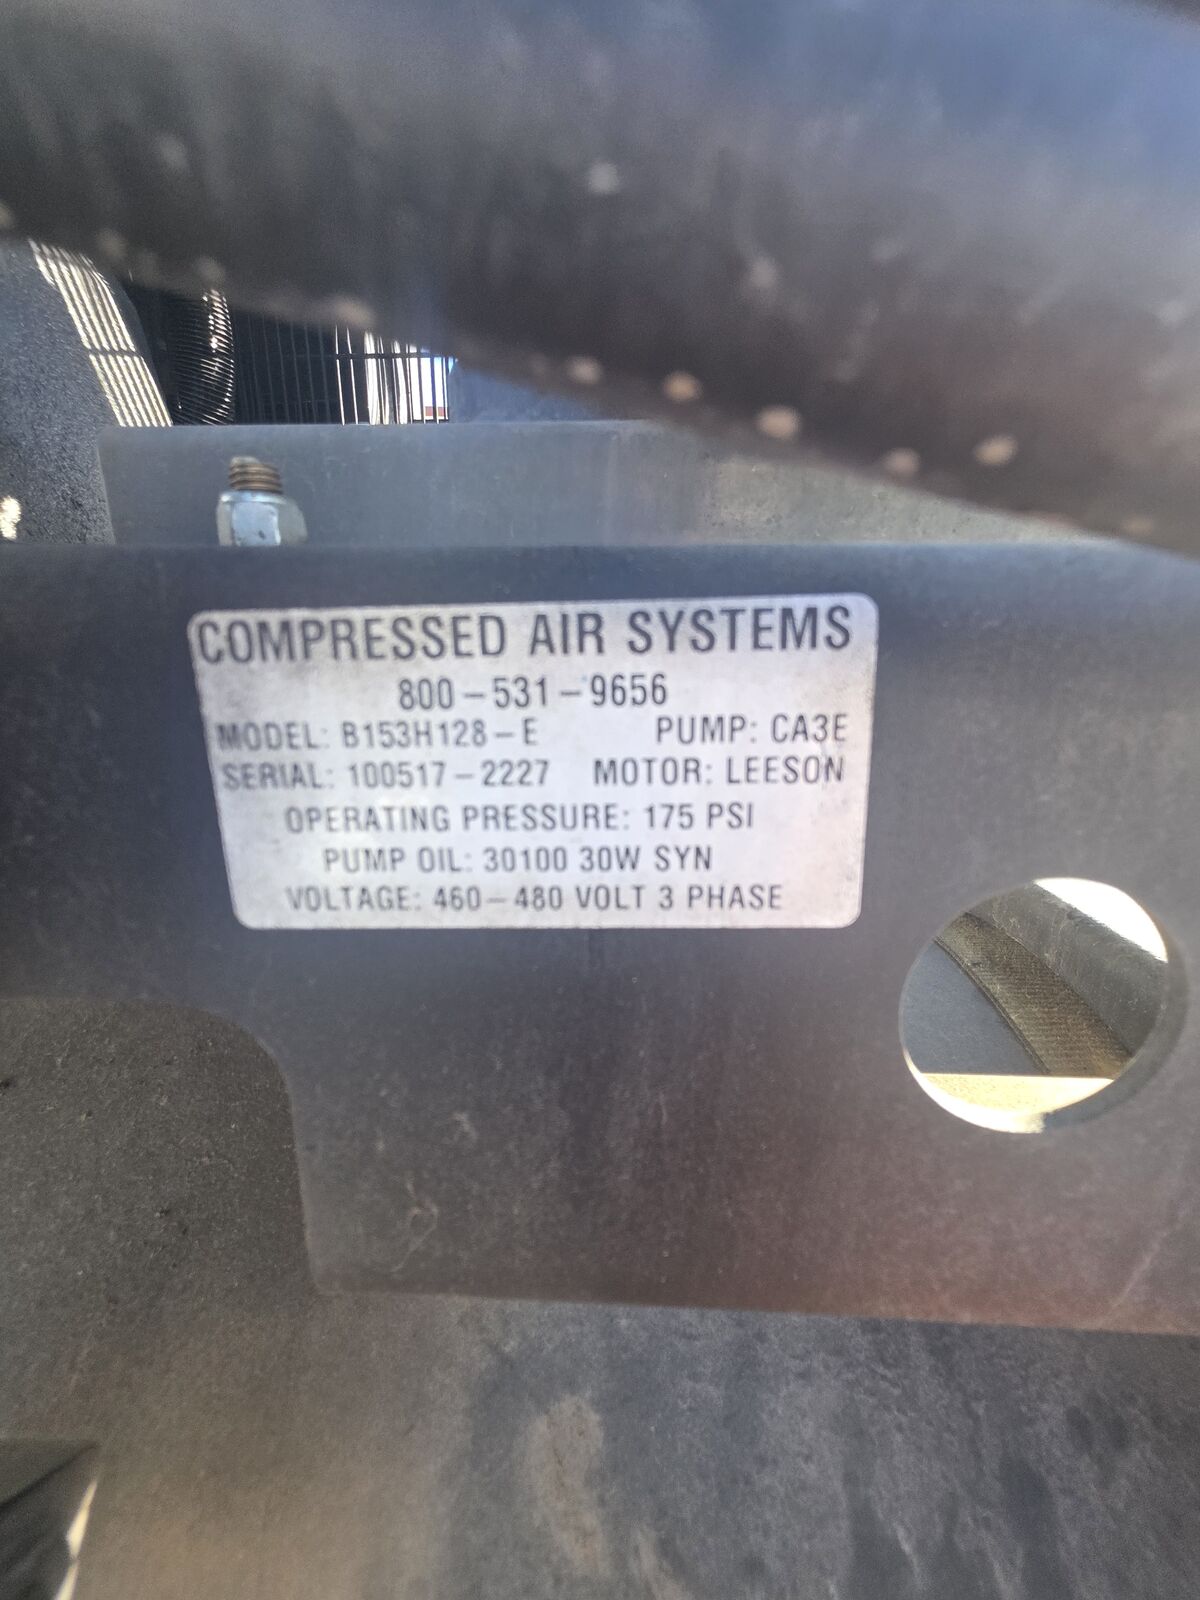 COMPRESSED AIR SYSTEMS
800-531-9656
MODEL: B153H128-E PUMP: CA3E
SERIAL: 100517-2227 MOTOR: LEESON
OPERATING PRESSURE: 175 PSI
PUMP OIL: 30100 30W SYN
VOLTAGE: 460-480 VOLT 3 PHASE